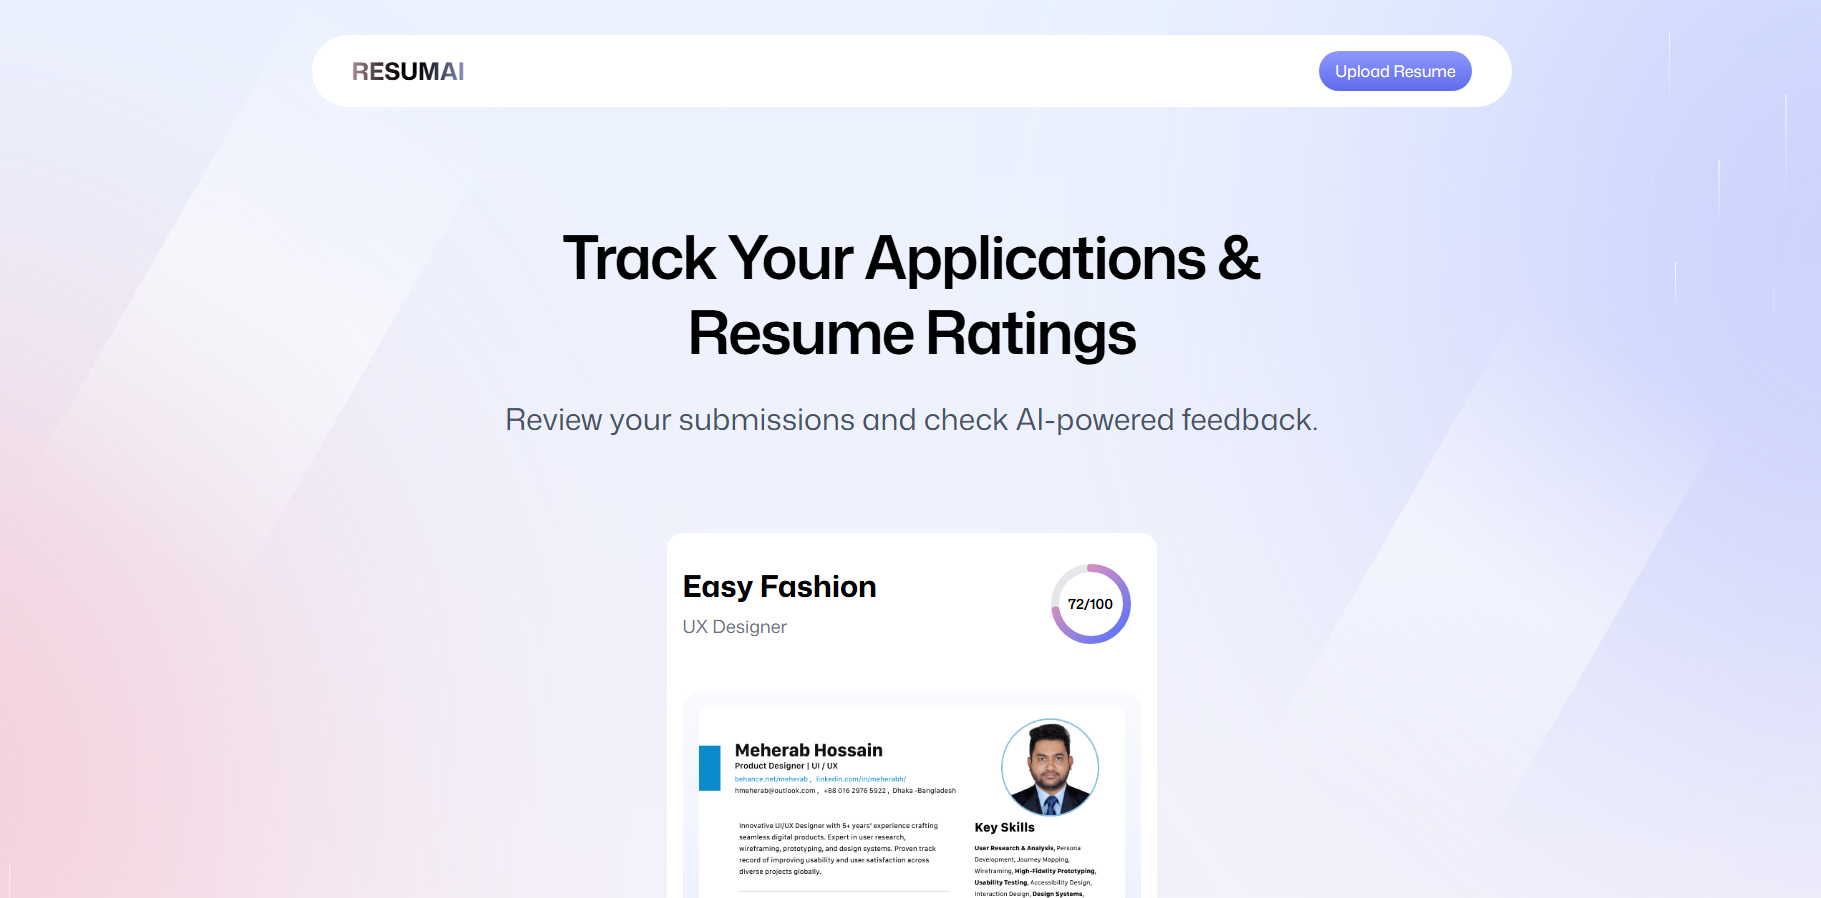 RESUMAI
Upload Resume
Track Your Applications &
Resume Ratings
Review your submissions and check AI-powered feedback.
Easy Fashion
UX Designer
72/100
Meherab Hossain
Product Designer | UI / UX
behance.net/meherab , linkedin.com/in/meherabh/
hmeherab@outlook.com , +88 016 2976 5922 , Dhaka -Bangladesh
Innovative UI/UX Designer with 5+ years' experience crafting
seamless digital products. Expert in user research,
wireframing, prototyping, and design systems. Proven track
record of improving usability and user satisfaction across
diverse projects globally.
Key Skills
User Research & Analysis, Persona
Development, Journey Mapping,
Wireframing, High-Fidelity Prototyping,
Usability Testing, Accessibility Design,
Interaction Design, Design Systems,